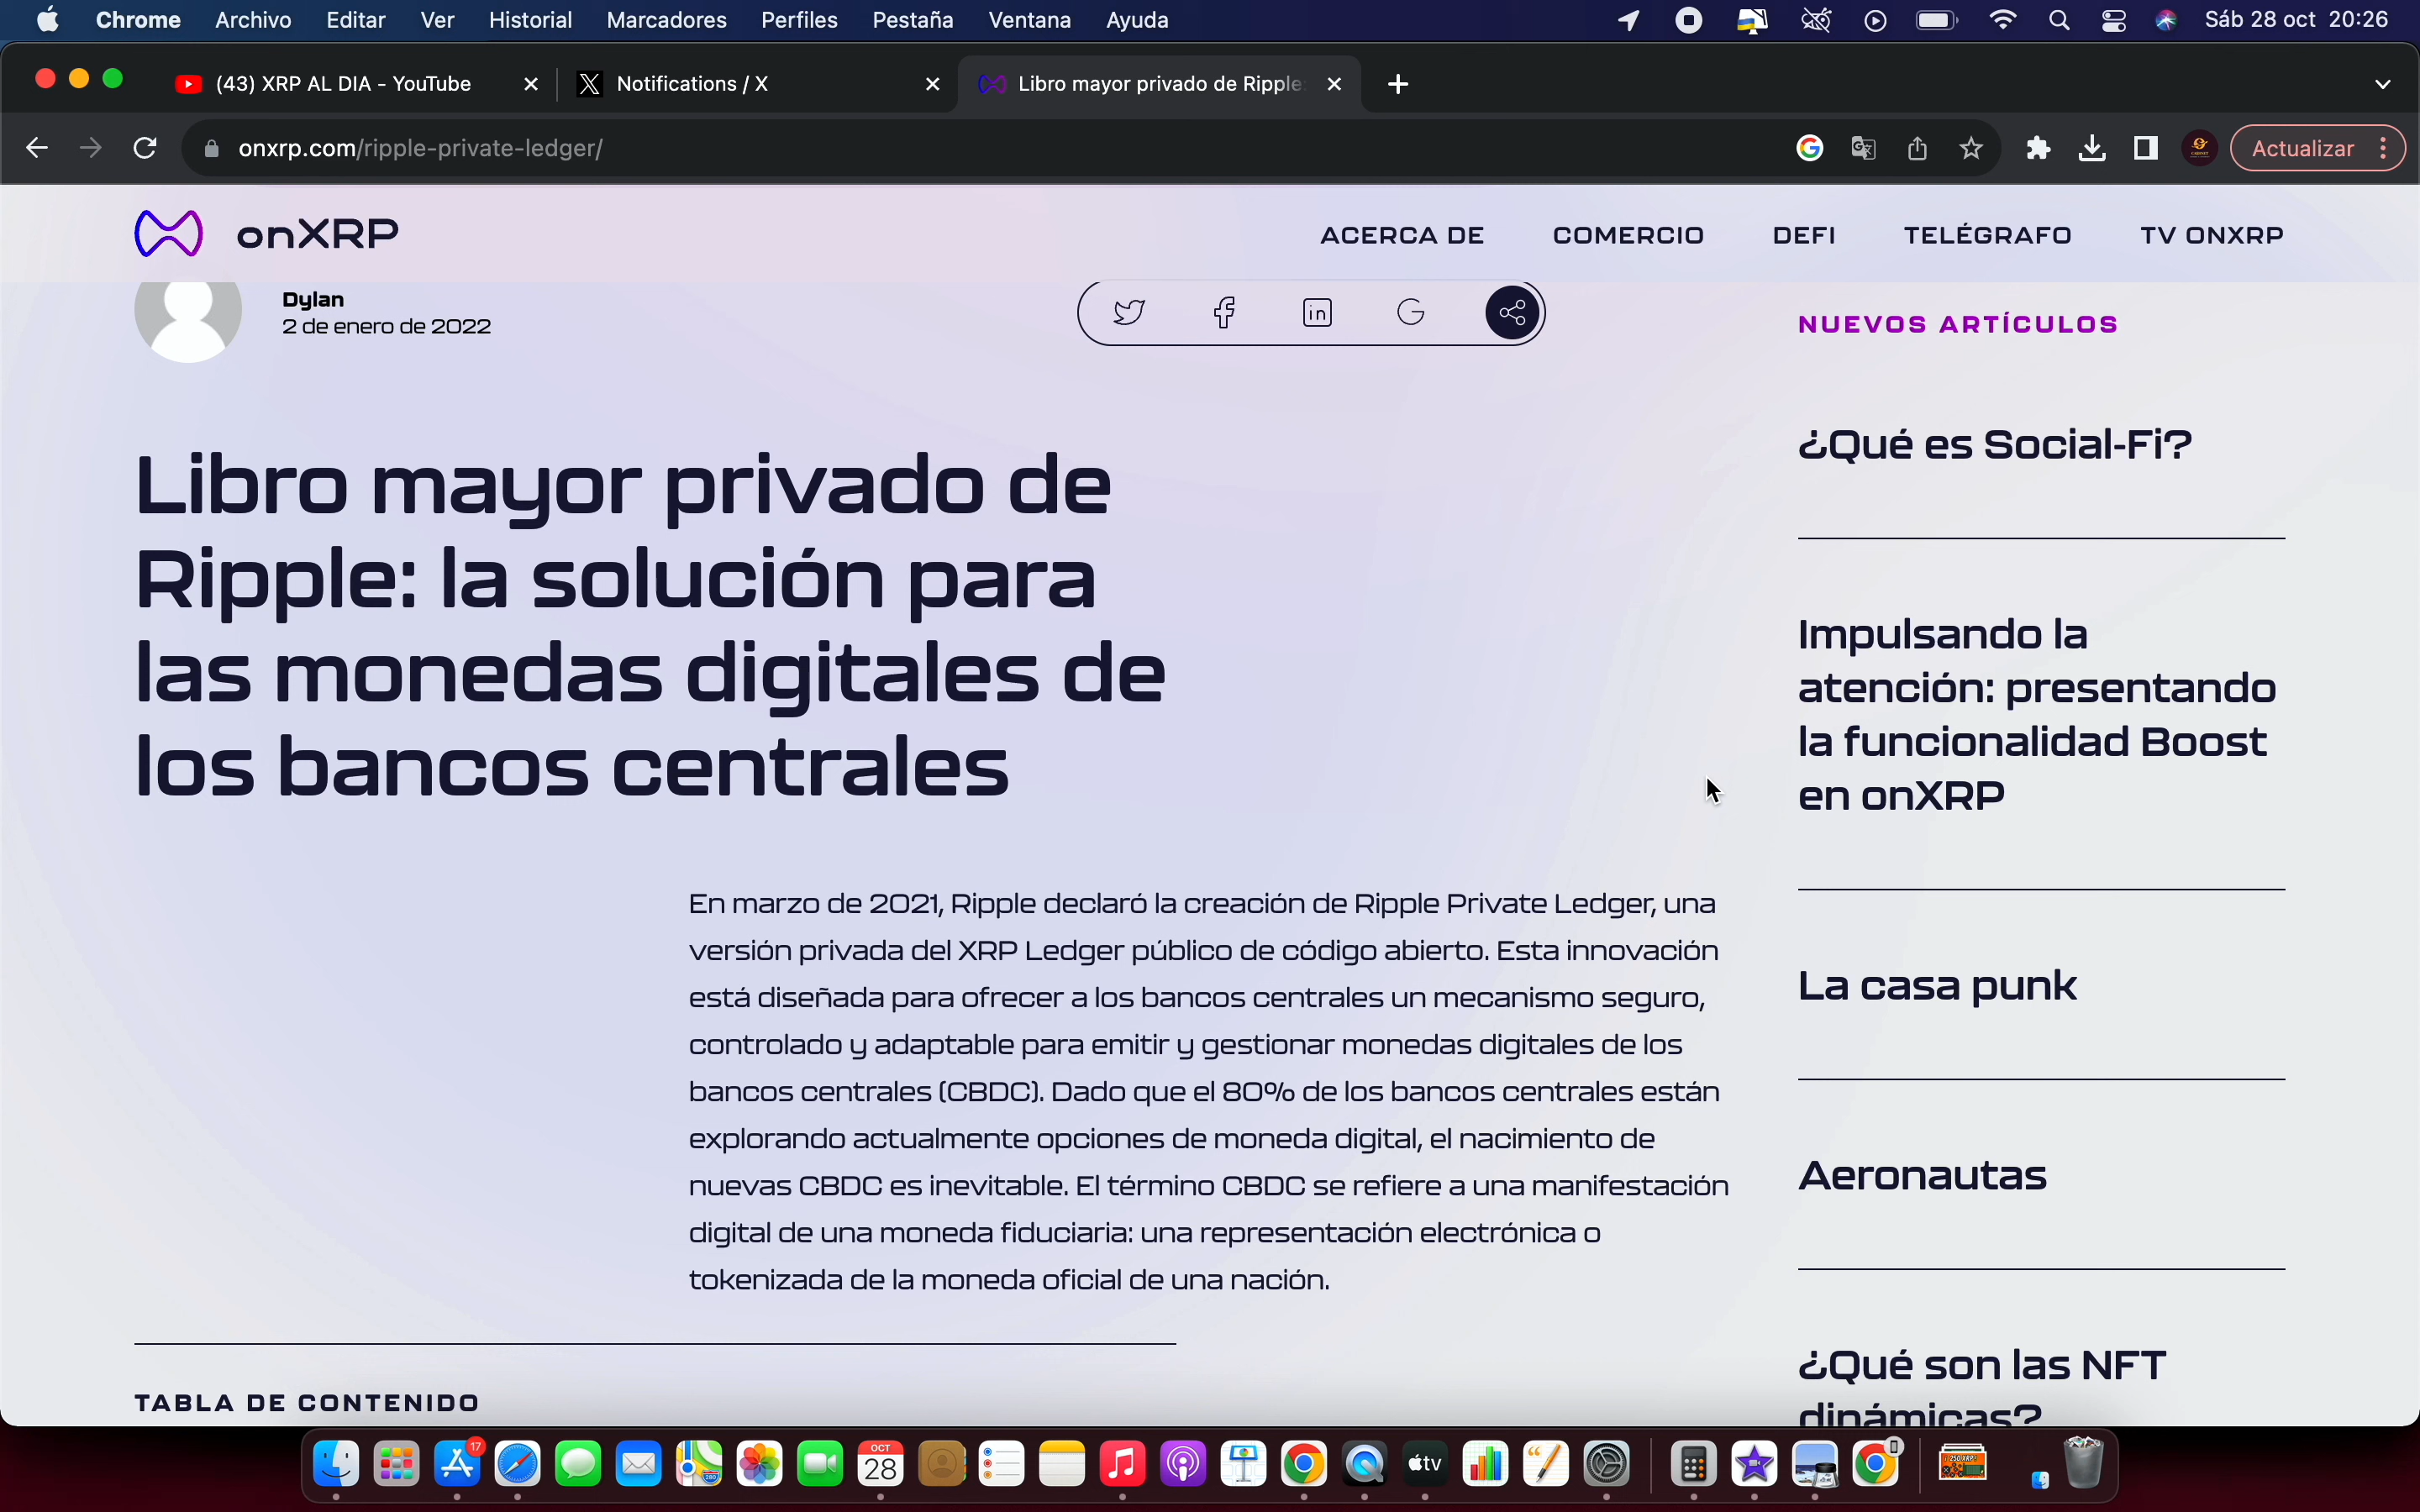 Chrome Archivo Editar Ver Historial Marcadores Perfiles Pestaña Ventana Ayuda Sáb 28 oct 20:26
(43) XRP AL DIA - YouTube Notifications / X Libro mayor privado de Ripple:
onxrp.com/ripple-private-ledger/ Actualizar
onXRP ACERCA DE COMERCIO DEFI TELÉGRAFO TV ONXRP
Dylan
2 de enero de 2022
Libro mayor privado de
Ripple: la solución para
las monedas digitales de
los bancos centrales
En marzo de 2021, Ripple declaró la creación de Ripple Private Ledger, una
versión privada del XRP Ledger público de código abierto. Esta innovación
está diseñada para ofrecer a los bancos centrales un mecanismo seguro,
controlado y adaptable para emitir y gestionar monedas digitales de los
bancos centrales (CBDC). Dado que el 80% de los bancos centrales están
explorando actualmente opciones de moneda digital, el nacimiento de
nuevas CBDC es inevitable. El término CBDC se refiere a una manifestación
digital de una moneda fiduciaria: una representación electrónica o
tokenizada de la moneda oficial de una nación.
TABLA DE CONTENIDO
NUEVOS ARTÍCULOS
¿Qué es Social-Fi?
Impulsando la
atención: presentando
la funcionalidad Boost
en onXRP
La casa punk
Aeronautas
¿Qué son las NFT
dinámicas?
17
OCT
28
tv
250 XRP